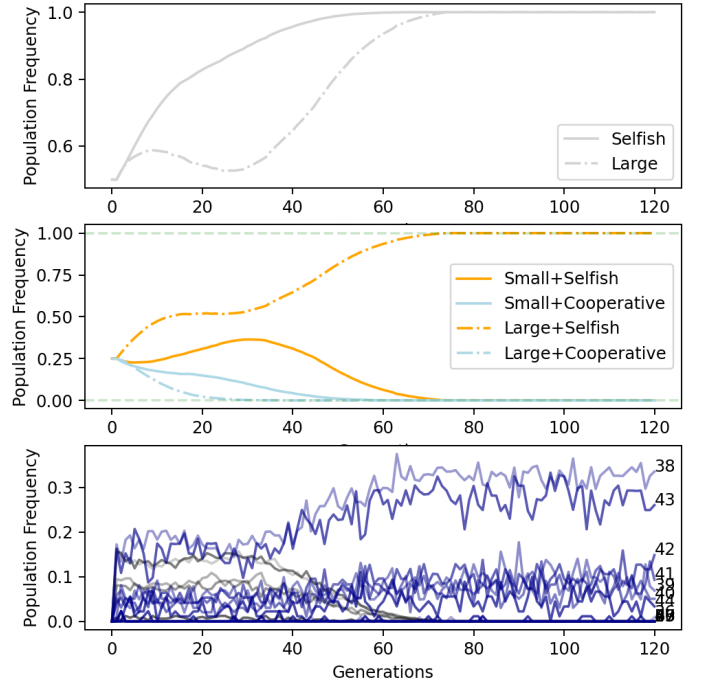 Population Frequency
1.0
0.8
0.6
Selfish
Large
0 20 40 60 80 100 120
Population Frequency
1.00
0.75
0.50
0.25
0.00
Small+Selfish
Small+Cooperative
Large+Selfish
Large+Cooperative
0 20 40 60 80 100 120
Population Frequency
0.3
0.2
0.1
0.0
38
43
42
41
0 20 40 60 80 100 120
Generations